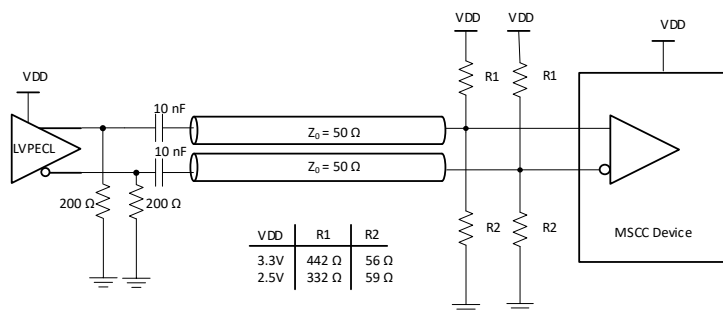 VDD
VDD
VDD
VDD
R1
R1
10 nF
LVPECL
Z0 = 50 Ω
10 nF
Z0 = 50 Ω
200 Ω
200 Ω
R2
R2
MSCC Device
VDD R1 R2
3.3V 442 Ω 56 Ω
2.5V 332 Ω 59 Ω